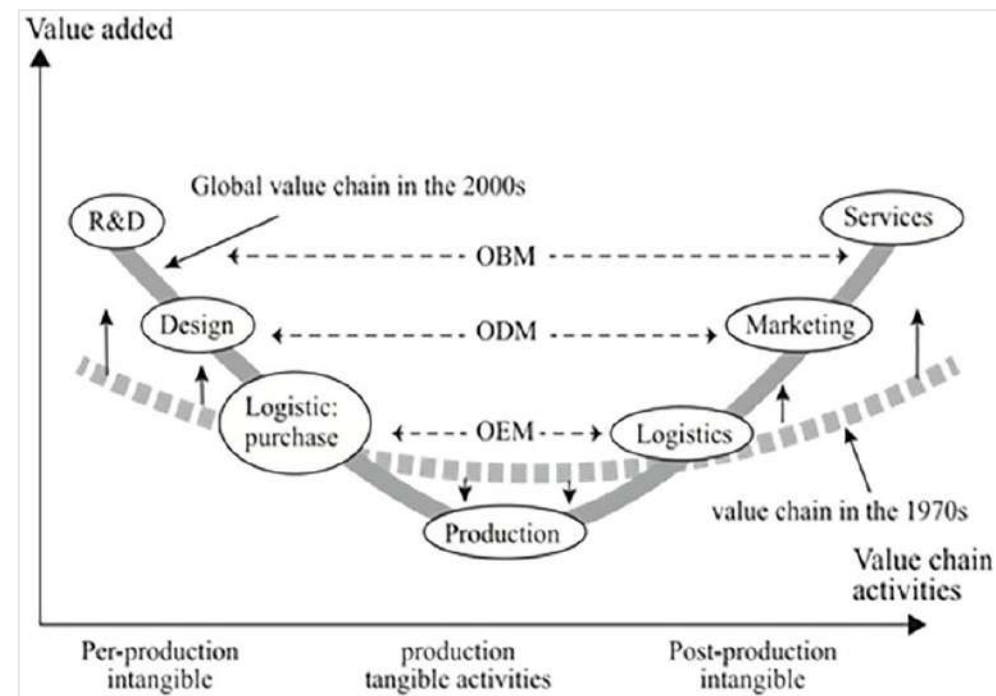 Value added
Global value chain in the 2000s
R&D
Services
OBM
Design
ODM
Marketing
Logistic:
purchase
OEM
Logistics
Production
value chain in the 1970s
Value chain
activities
Per-production
intangible
production
tangible activities
Post-production
intangible